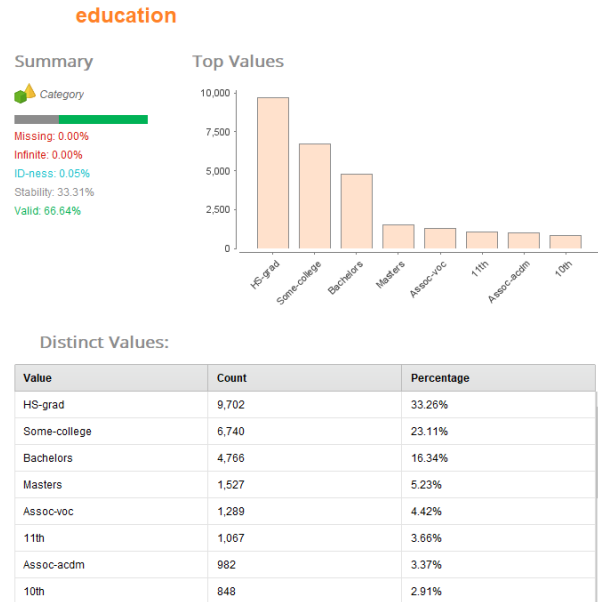 education
Summary
Top Values
Category
Missing: 0.00%
Infinite: 0.00%
ID-ness: 0.05%
Stability: 33.31%
Valid: 66.64%
10,000
7,500
5,000
2,500
0
HS-grad
Some-college
Bachelors
Masters
Assoc-voc
11th
Assoc-acdm
10th
Distinct Values:
Value Count Percentage
HS-grad 9,702 33.26%
Some-college 6,740 23.11%
Bachelors 4,766 16.34%
Masters 1,527 5.23%
Assoc-voc 1,289 4.42%
11th 1,067 3.66%
Assoc-acdm 982 3.37%
10th 848 2.91%